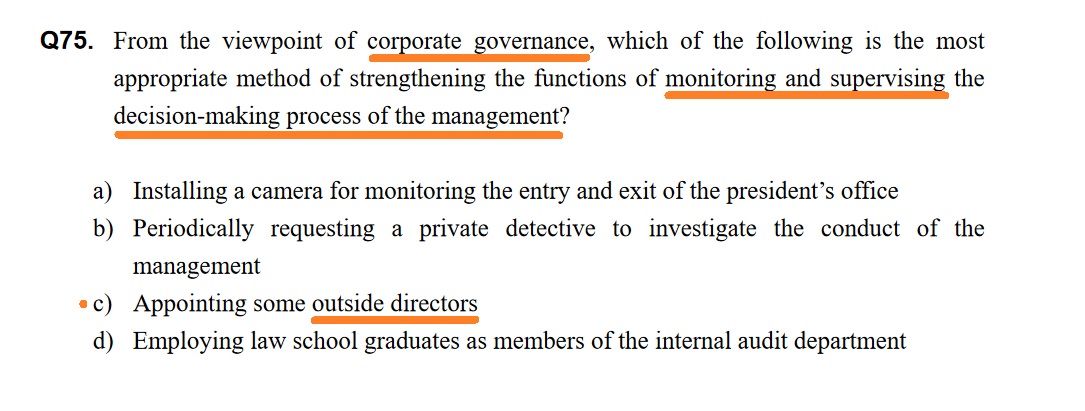 Q75. From the viewpoint of corporate governance, which of the following is the most
appropriate method of strengthening the functions of monitoring and supervising the
decision-making process of the management?
a) Installing a camera for monitoring the entry and exit of the president’s office
b) Periodically requesting a private detective to investigate the conduct of the
management
c) Appointing some outside directors
d) Employing law school graduates as members of the internal audit department